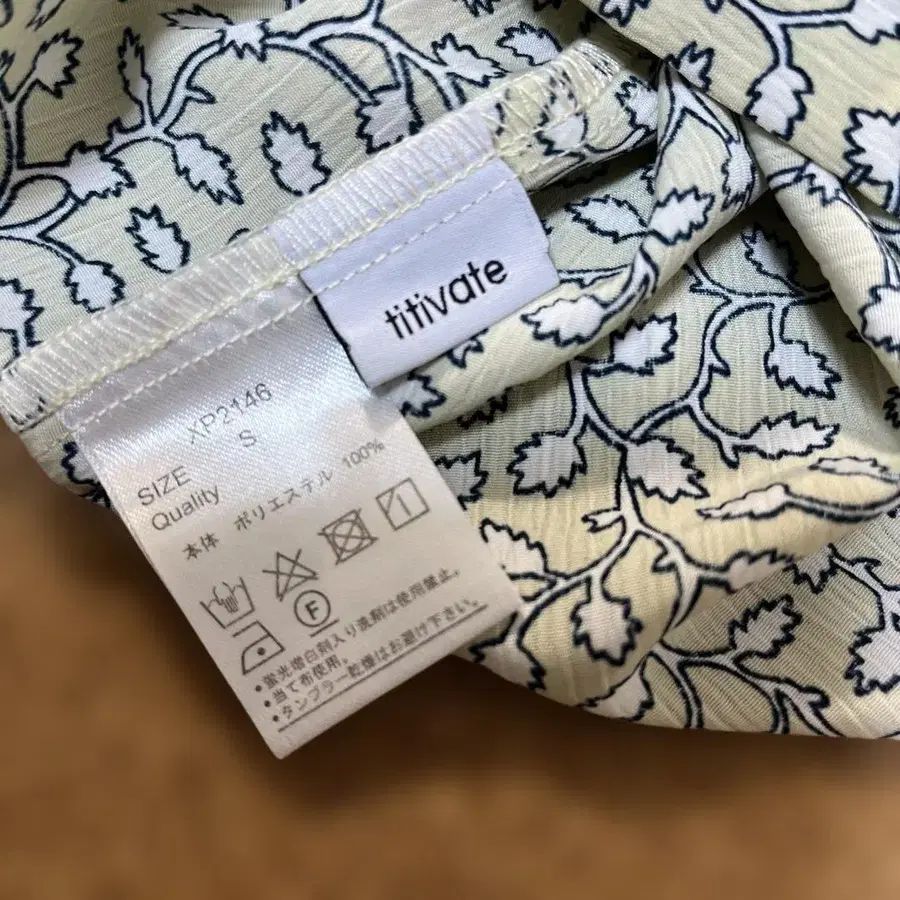 titivate
XP2146
SIZE S
Quality
本体 ポリエステル 100%
F
• 蛍光増白剤入り洗剤は使用禁止。
• 当て布使用。
• タンブラー乾燥はお避け下さい。